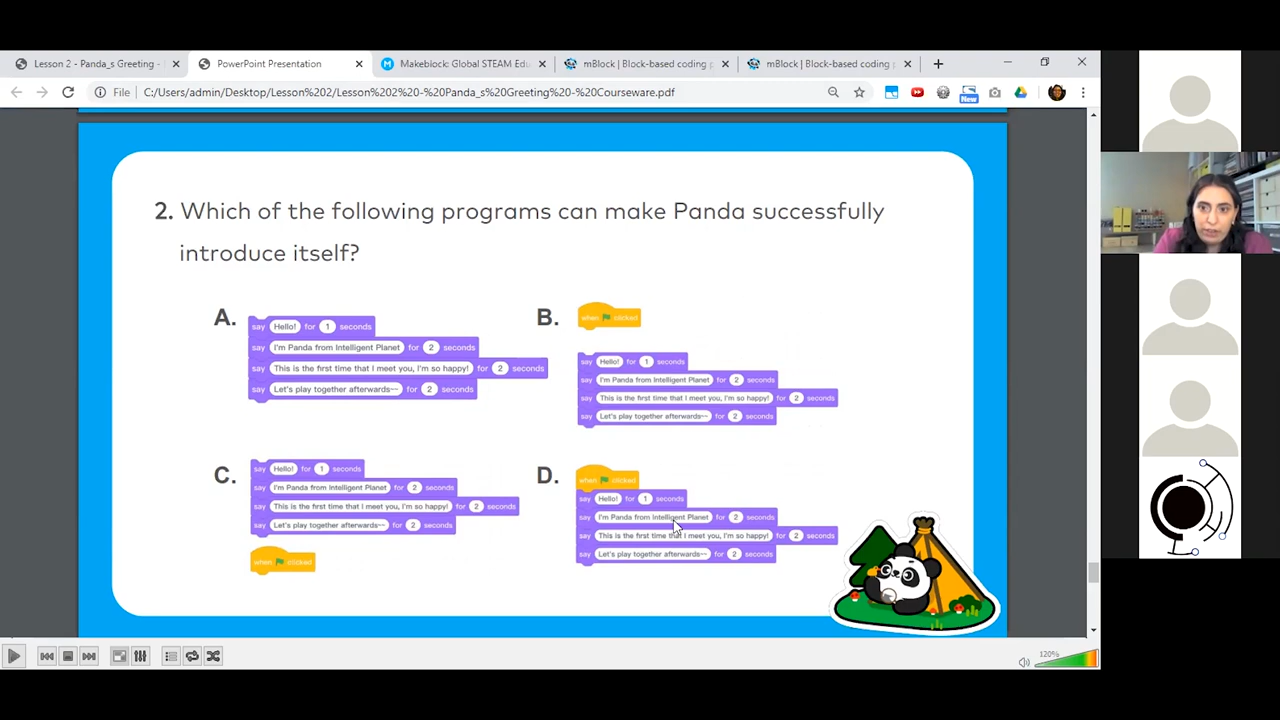 Lesson 2 - Panda_s Greeting -
PowerPoint Presentation
Makeblock: Global STEAM Edu
mBlock | Block-based coding p
mBlock | Block-based coding p
File C:/Users/admin/Desktop/Lesson%202/Lesson%202%20-%20Panda_s%20Greeting%20-%20Courseware.pdf
New
2. Which of the following programs can make Panda successfully
introduce itself?
A.
say Hello! for 1 seconds
say I'm Panda from Intelligent Planet for 2 seconds
say This is the first time that I meet you, I'm so happy! for 2 seconds
say Let's play together afterwards~~ for 2 seconds
B.
when clicked
say Hello! for 1 seconds
say I'm Panda from Intelligent Planet for 2 seconds
say This is the first time that I meet you, I'm so happy! for 2 seconds
say Let's play together afterwards~~ for 2 seconds
C.
say Hello! for 1 seconds
say I'm Panda from Intelligent Planet for 2 seconds
say This is the first time that I meet you, I'm so happy! for 2 seconds
say Let's play together afterwards~~ for 2 seconds
when clicked
D.
when clicked
say Hello! for 1 seconds
say I'm Panda from Intelligent Planet for 2 seconds
say This is the first time that I meet you, I'm so happy! for 2 seconds
say Let's play together afterwards~~ for 2 seconds
120%